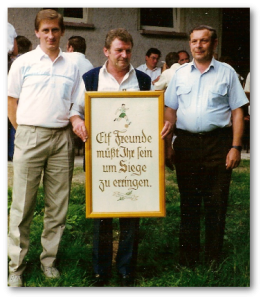 Elf Freunde
müßt Ihr sein
um Siege
zu erringen.